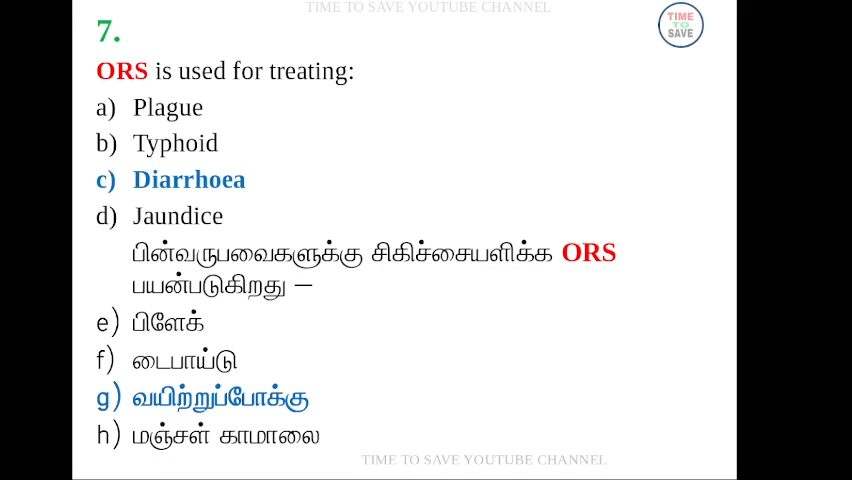 TIME TO SAVE YOUTUBE CHANNEL
7.
TIME
TO
SAVE
ORS is used for treating:
a) Plague
b) Typhoid
c) Diarrhoea
d) Jaundice
பின்வருபவைகளுக்கு சிகிச்சையளிக்க ORS
பயன்படுகிறது –
e) பிளேக்
f) டைபாய்டு
g) வயிற்றுப்போக்கு
h) மஞ்சள் காமாலை
TIME TO SAVE YOUTUBE CHANNEL